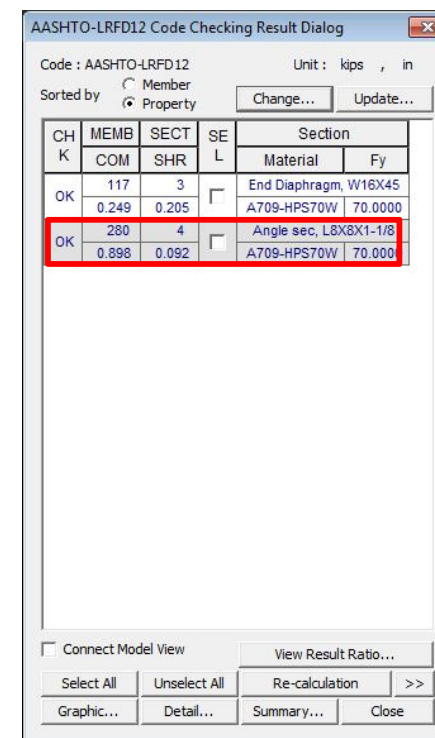 AASHTO-LRFD12 Code Checking Result Dialog
Code : AASHTO-LRFD12 Unit : kips , in
Sorted by Member
Property Change... Update...
CHK MEMB SECT SEL Section
COM SHR Material Fy
OK 117 3 End Diaphragm, W16X45
0.249 0.205 A709-HPS70W 70.0000
OK 280 4 Angle sec, L8X8X1-1/8
0.898 0.092 A709-HPS70W 70.0000
Connect Model View View Result Ratio...
Select All Unselect All Re-calculation >>
Graphic... Detail... Summary... Close